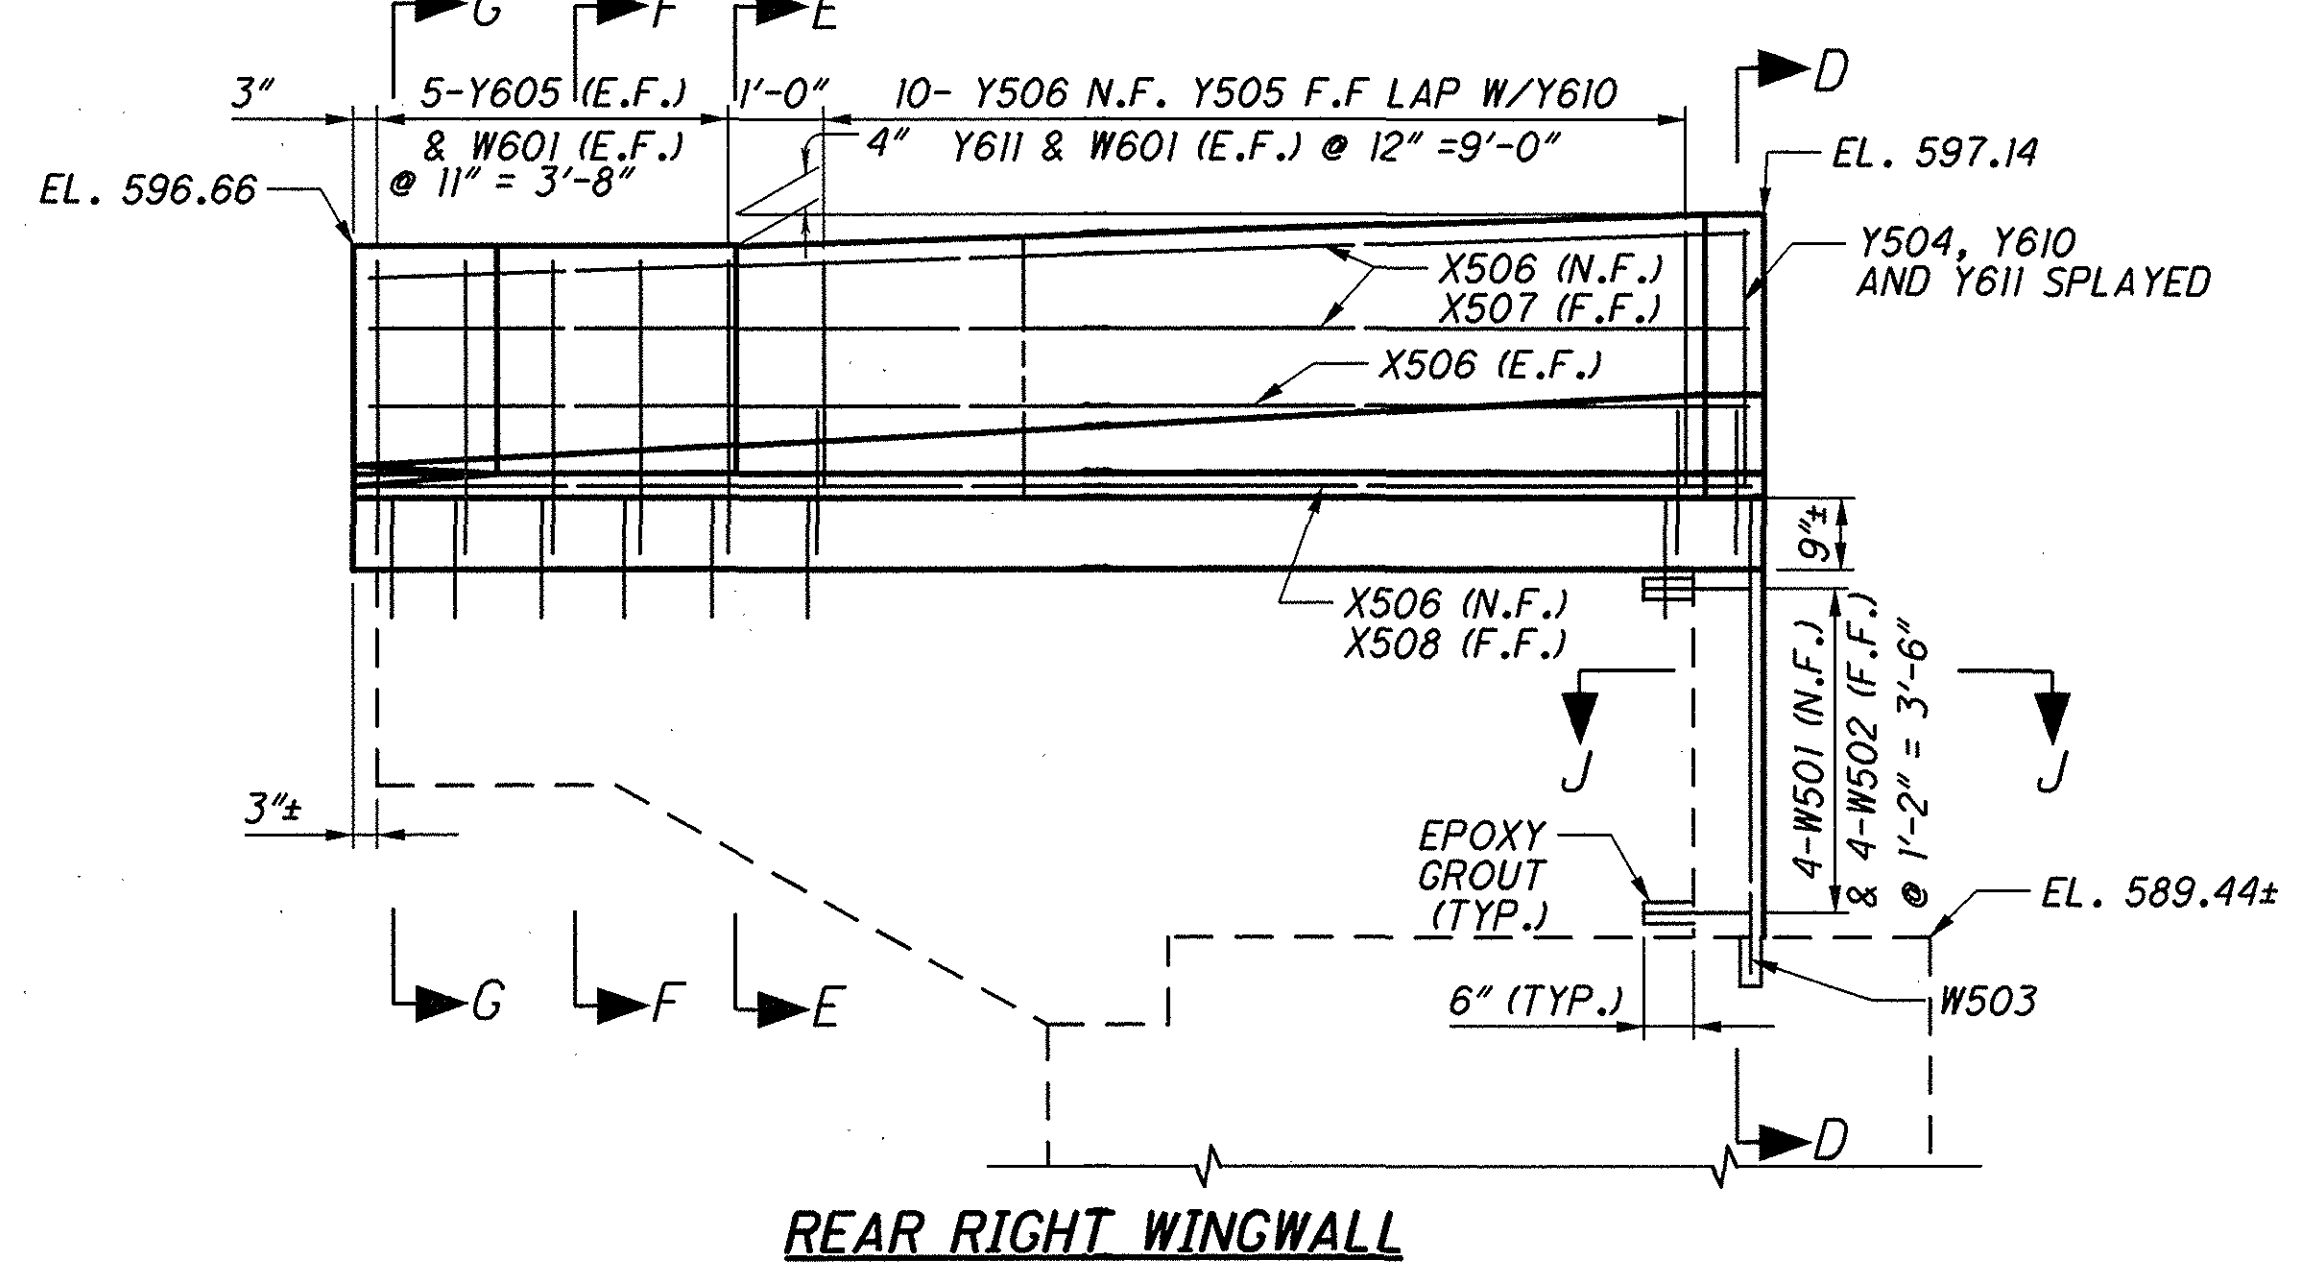 G F E
D
3" 5-Y605 (E.F.) 1'-0" 10- Y506 N.F. Y505 F.F LAP W/Y610
& W601 (E.F.) 4" Y611 & W601 (E.F.) @ 12" =9'-0"
@ 11" = 3'-8"
EL. 596.66
EL. 597.14
Y504, Y610
AND Y611 SPLAYED
X506 (N.F.)
X507 (F.F.)
X506 (E.F.)
9"±
X506 (N.F.)
X508 (F.F.)
4-W501 (N.F.)
& 4-W502 (F.F.)
@ 1'-2" = 3'-6"
J J
3"±
EPOXY
GROUT
(TYP.)
EL. 589.44±
G F E
6" (TYP.)
W503
D
REAR RIGHT WINGWALL